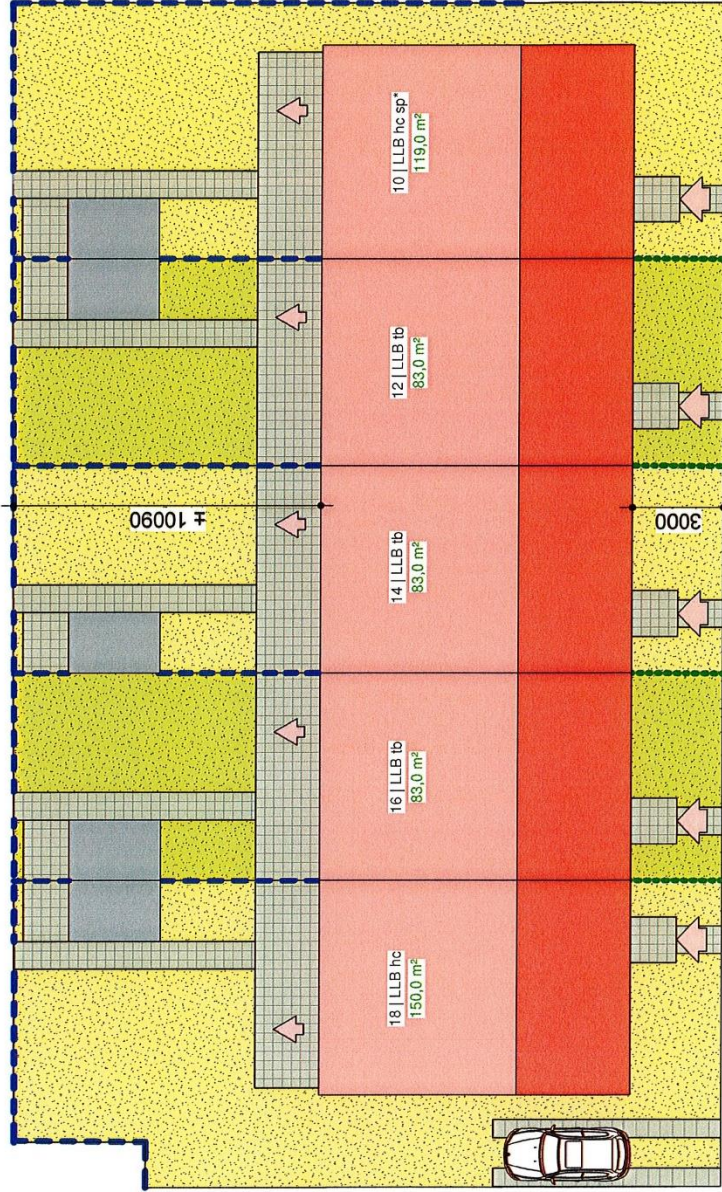 10 | LLB hc sp*
119,0 m²
12 | LLB tb
83,0 m²
14 | LLB tb
83,0 m²
16 | LLB tb
83,0 m²
18 | LLB hc
150,0 m²
± 10090
3000